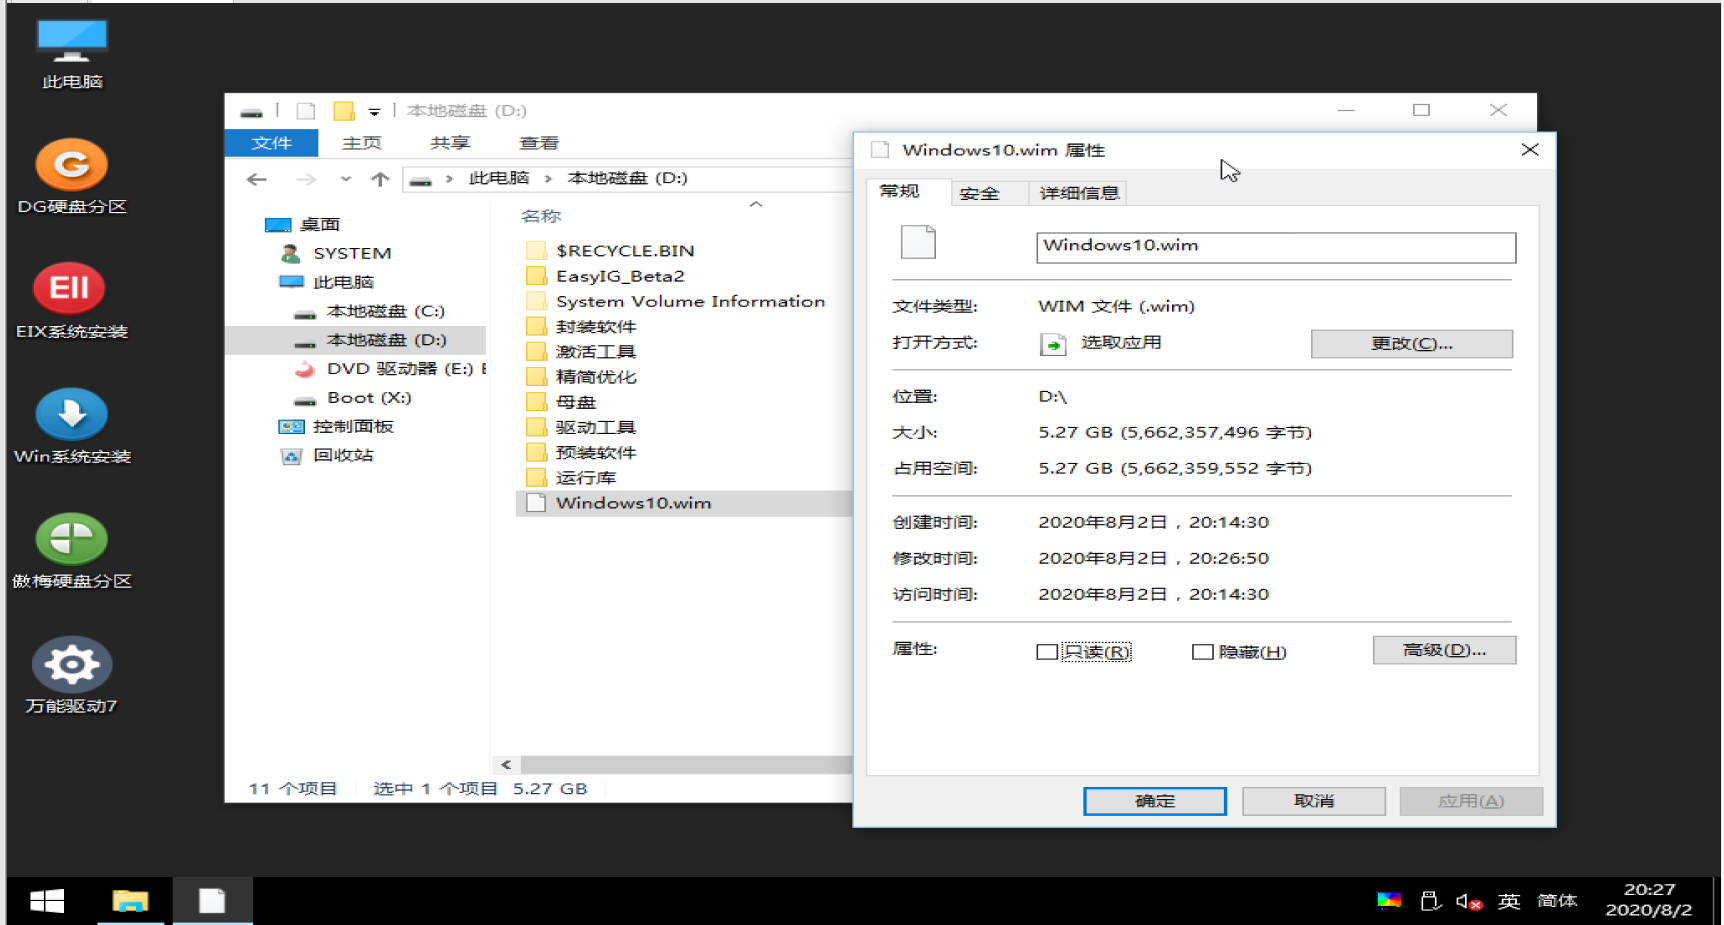 此电脑
DG硬盘分区
EII
EIX系统安装
Win系统安装
傲梅硬盘分区
万能驱动7
本地磁盘 (D:)
文件 主页 共享 查看
此电脑 › 本地磁盘 (D:)
桌面
SYSTEM
此电脑
本地磁盘 (C:)
本地磁盘 (D:)
DVD 驱动器 (E:)
Boot (X:)
控制面板
回收站
名称
$RECYCLE.BIN
EasyIG_Beta2
System Volume Information
封装软件
激活工具
精简优化
母盘
驱动工具
预装软件
运行库
Windows10.wim
11 个项目 选中 1 个项目 5.27 GB
Windows10.wim 属性
常规 安全 详细信息
Windows10.wim
文件类型: WIM 文件 (.wim)
打开方式: 选取应用 更改(C)...
位置: D:\
大小: 5.27 GB (5,662,357,496 字节)
占用空间: 5.27 GB (5,662,359,552 字节)
创建时间: 2020年8月2日，20:14:30
修改时间: 2020年8月2日，20:26:50
访问时间: 2020年8月2日，20:14:30
属性: 只读(R) 隐藏(H) 高级(D)...
确定 取消 应用(A)
英 简体
20:27
2020/8/2